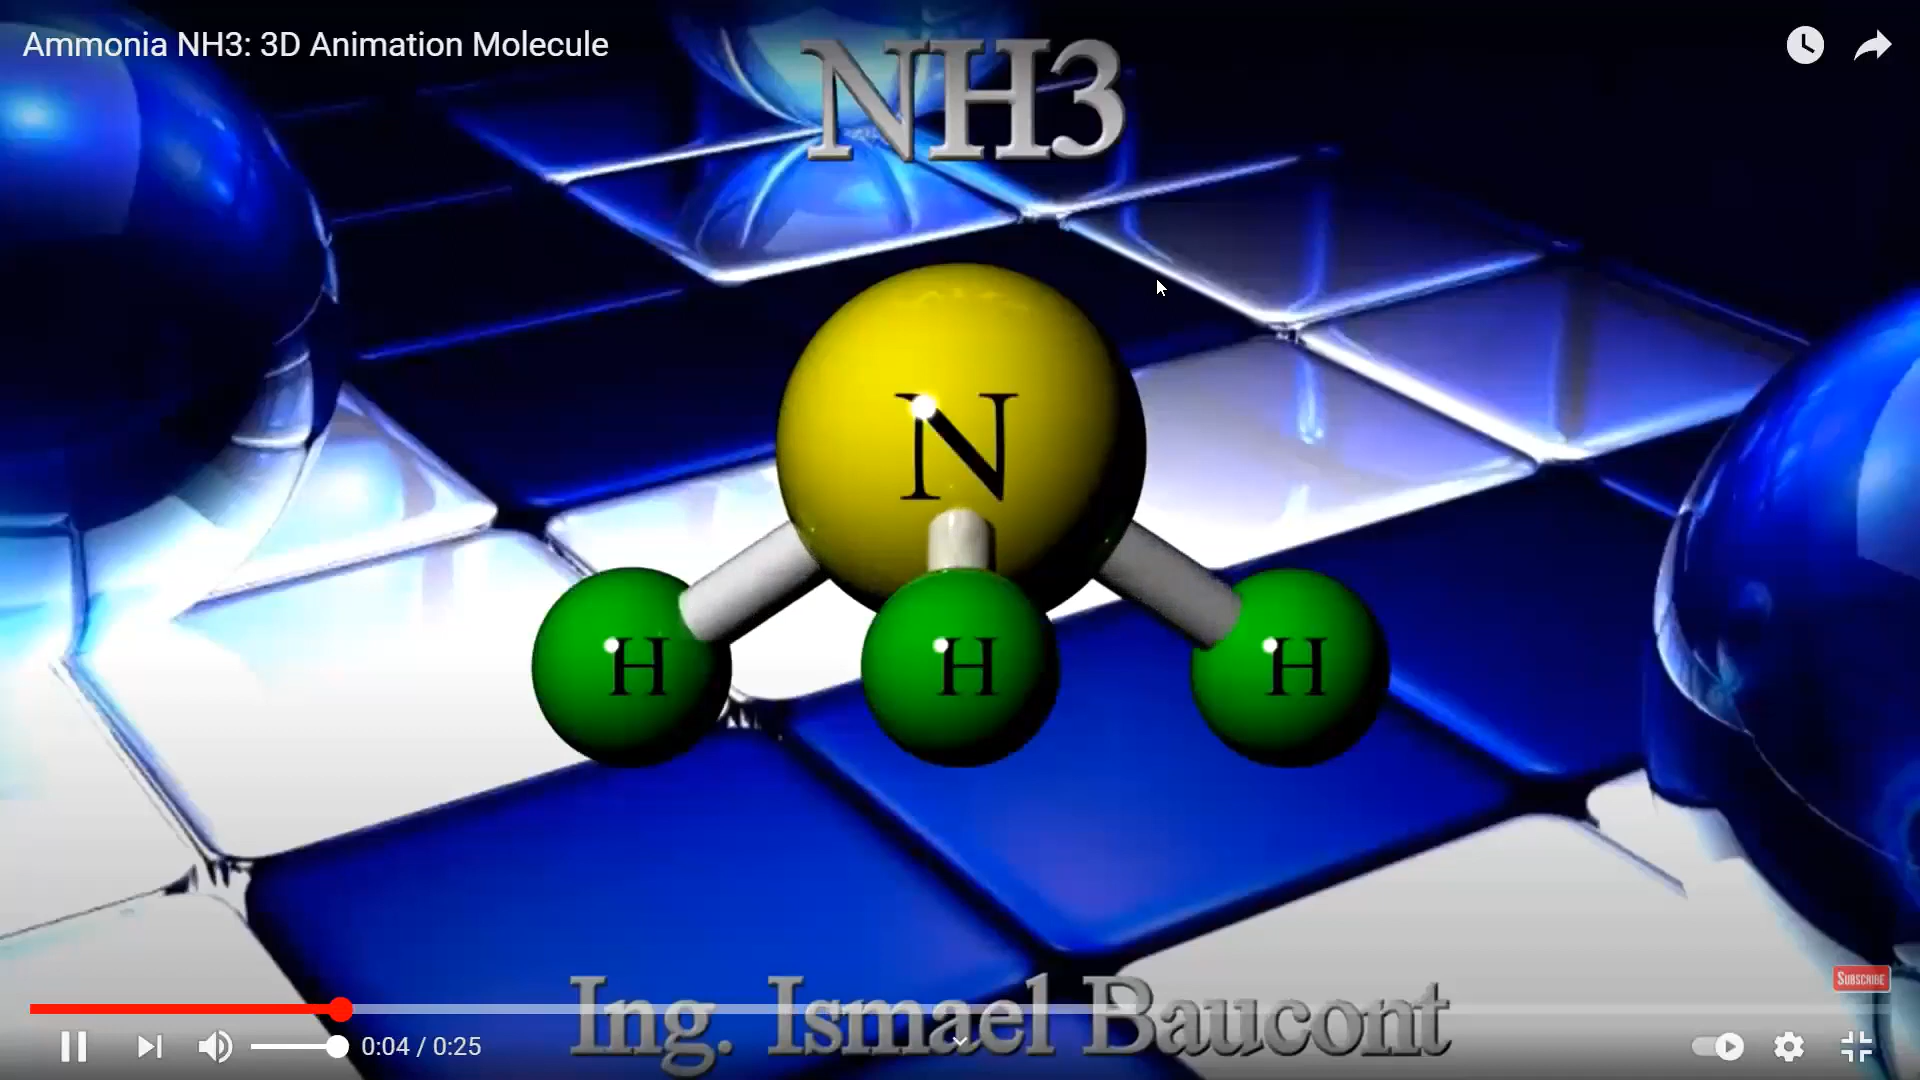 Ammonia NH3: 3D Animation Molecule
NH3
N
H
H
H
SUBSCRIBE
Ing. Ismael Baucont
0:04 / 0:25